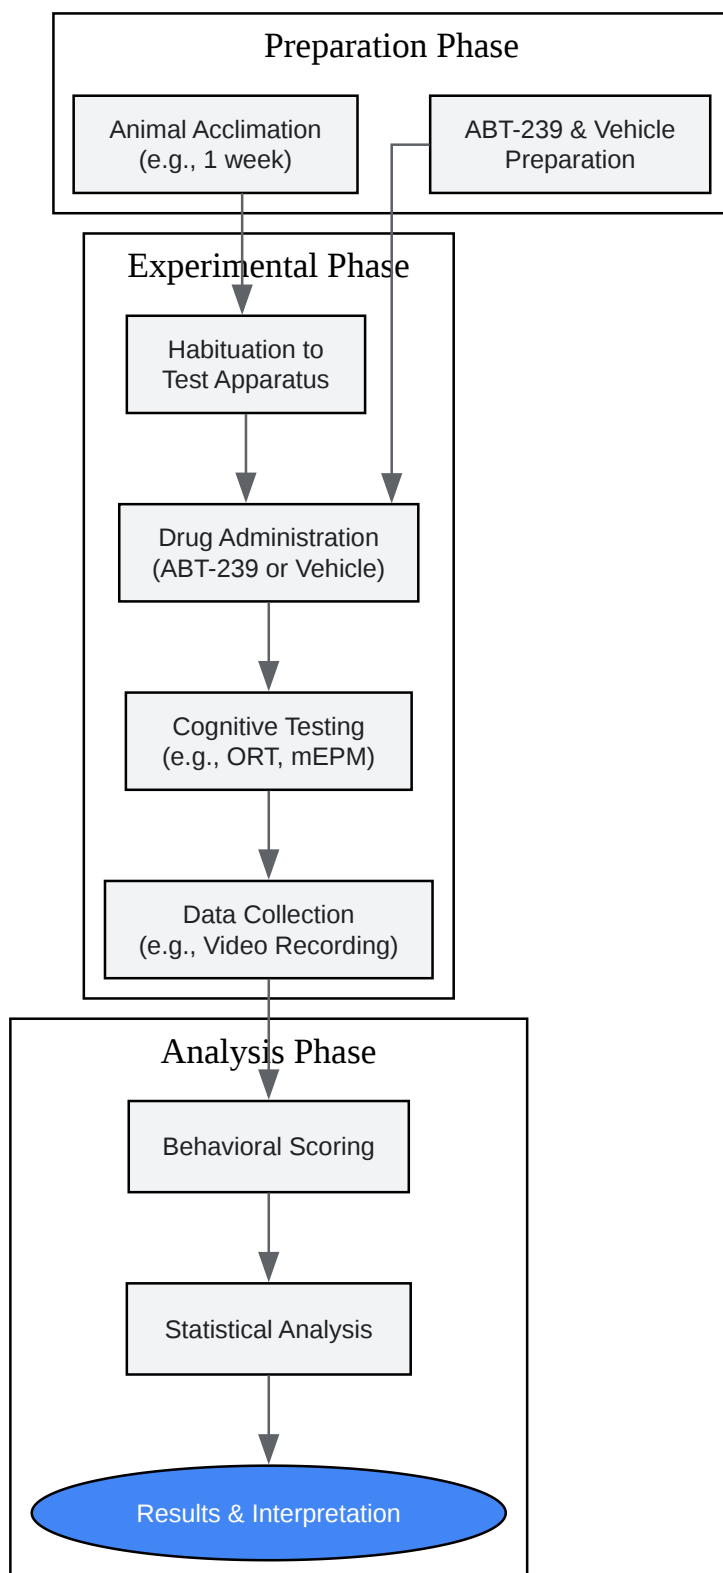 Preparation Phase
Animal Acclimation
(e.g., 1 week)
ABT-239 & Vehicle
Preparation
Experimental Phase
Habituation to
Test Apparatus
Drug Administration
(ABT-239 or Vehicle)
Cognitive Testing
(e.g., ORT, mEPM)
Data Collection
(e.g., Video Recording)
Analysis Phase
Behavioral Scoring
Statistical Analysis
Results & Interpretation